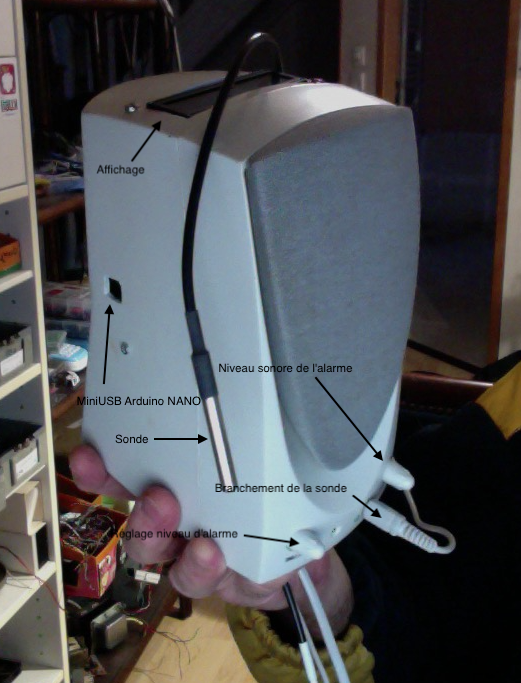 Affichage
Niveau sonore de l'alarme
MiniUSB Arduino NANO
Sonde
Branchement de la sonde
Réglage niveau d'alarme